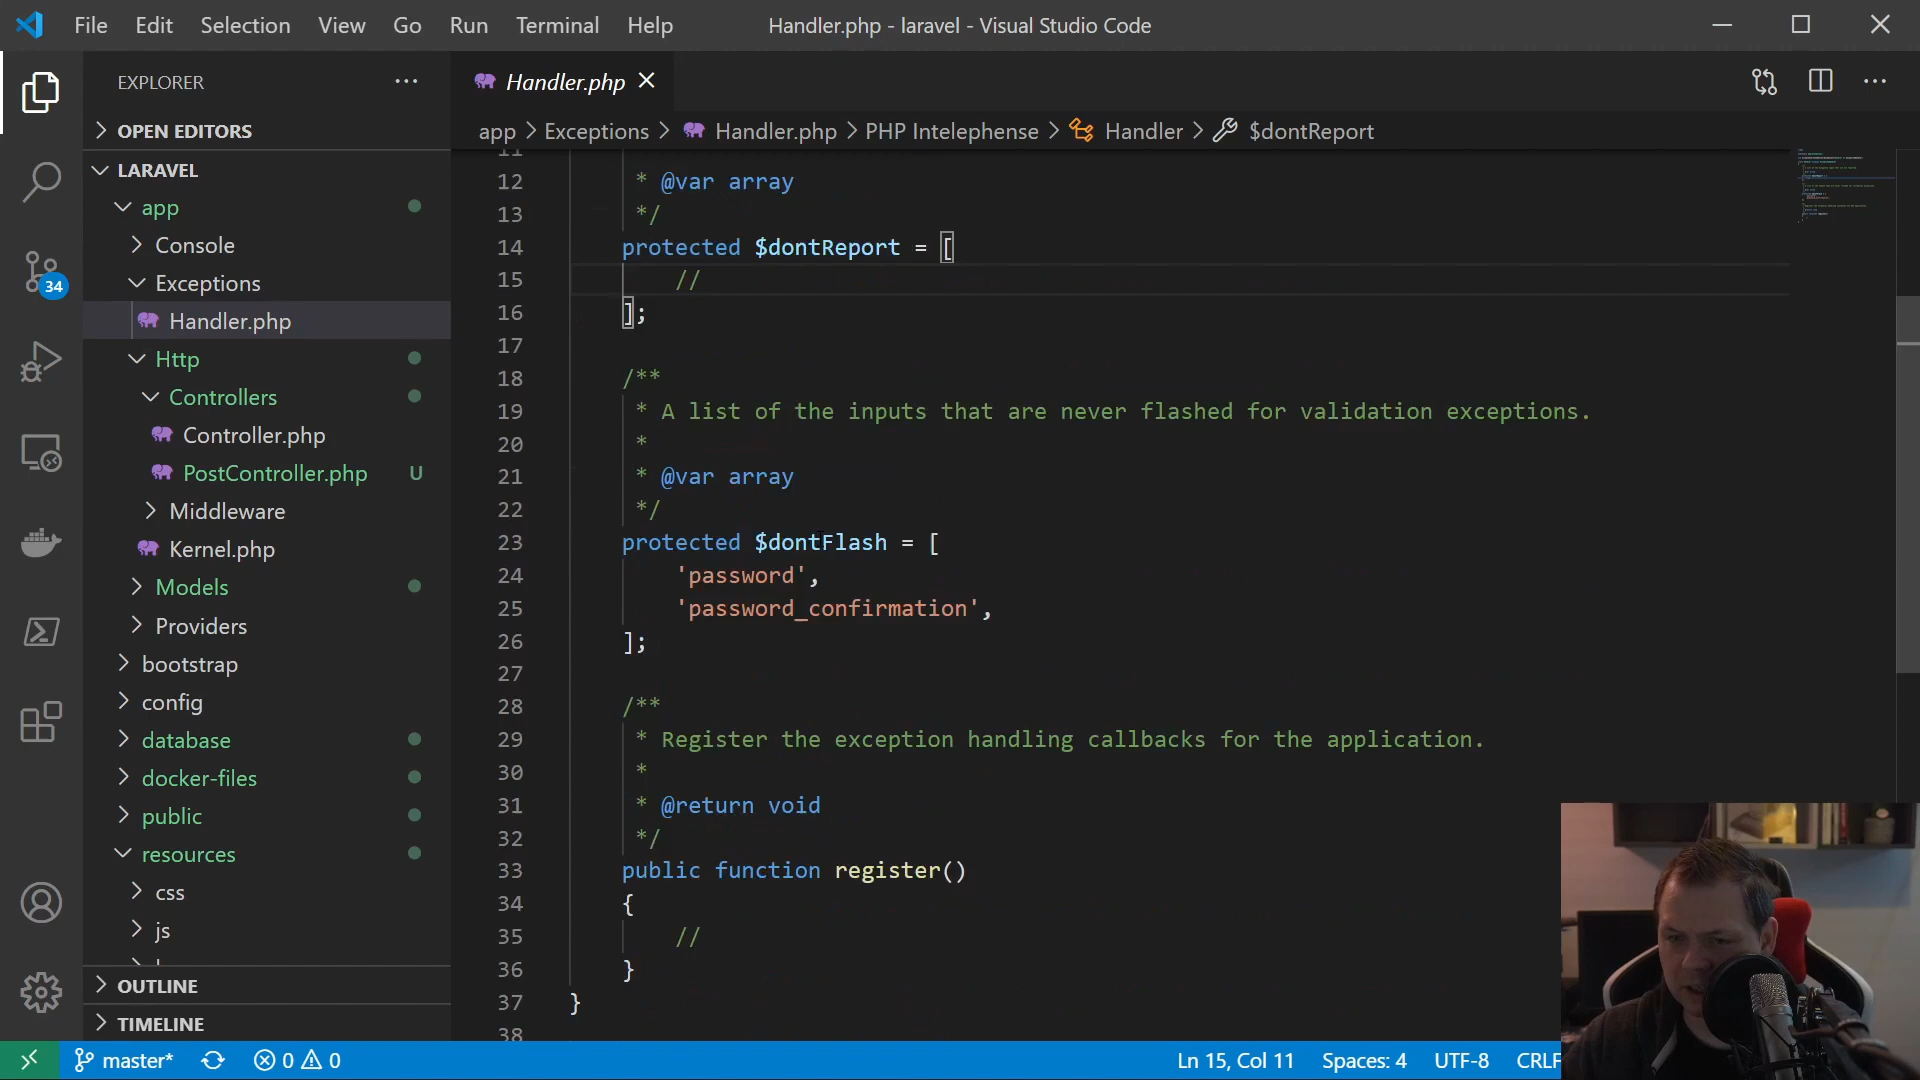 File Edit Selection View Go Run Terminal Help
Handler.php - laravel - Visual Studio Code
EXPLORER
OPEN EDITORS
LARAVEL
app
Console
Exceptions
Handler.php
Http
Controllers
Controller.php
PostController.php U
Middleware
Kernel.php
Models
Providers
bootstrap
config
database
docker-files
public
resources
css
js
OUTLINE
TIMELINE
34
Handler.php
app > Exceptions > Handler.php > PHP Intelephense > Handler > $dontReport
11
12 * @var array
13 */
14 protected $dontReport = [
15 //
16 ];
17
18 /**
19 * A list of the inputs that are never flashed for validation exceptions.
20 *
21 * @var array
22 */
23 protected $dontFlash = [
24 'password',
25 'password_confirmation',
26 ];
27
28 /**
29 * Register the exception handling callbacks for the application.
30 *
31 * @return void
32 */
33 public function register()
34 {
35 //
36 }
37 }
38
master* 0 0
Ln 15, Col 11 Spaces: 4 UTF-8 CRLF